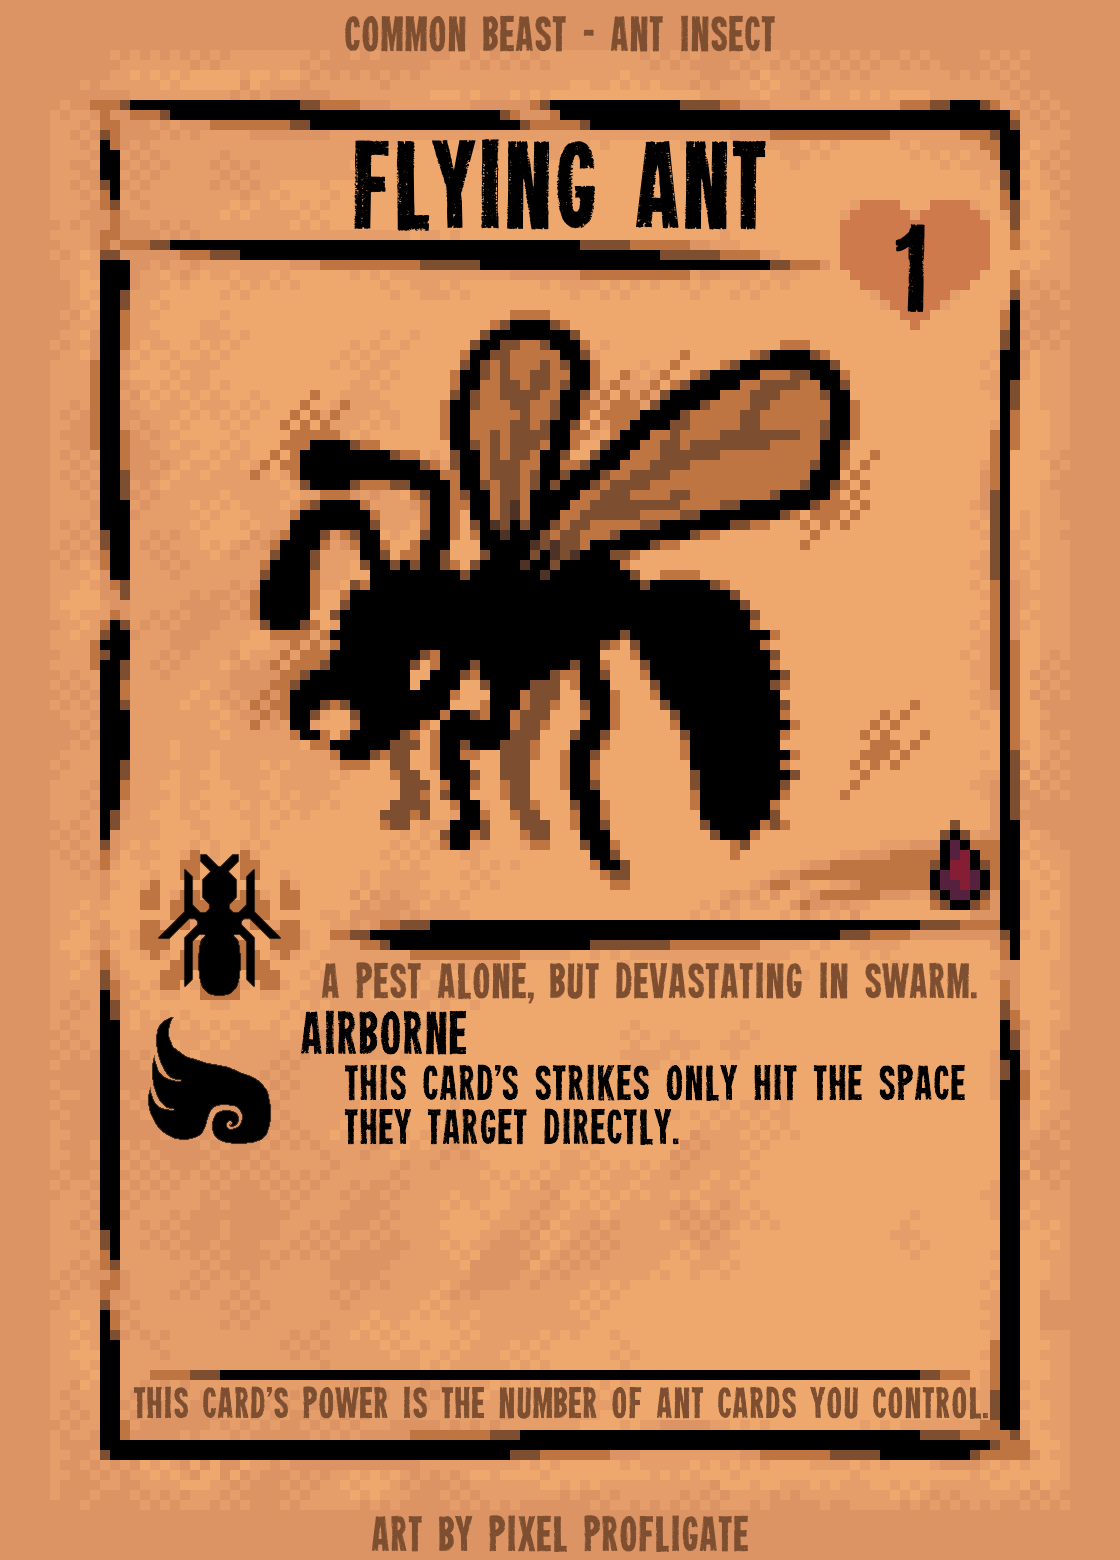 COMMON BEAST - ANT INSECT
FLYING ANT
1
A PEST ALONE, BUT DEVASTATING IN SWARM.
AIRBORNE
THIS CARD'S STRIKES ONLY HIT THE SPACE
THEY TARGET DIRECTLY.
THIS CARD'S POWER IS THE NUMBER OF ANT CARDS YOU CONTROL.
ART BY PIXEL PROFLIGATE